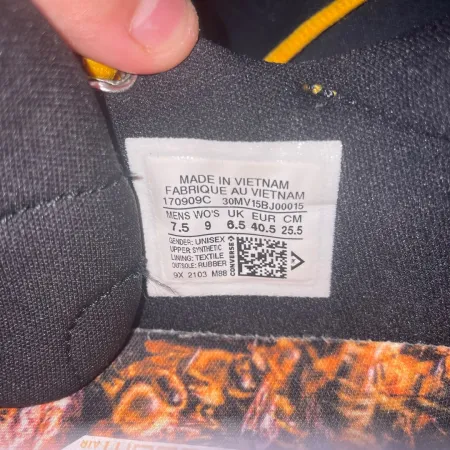 MADE IN VIETNAM
FABRIQUE AU VIETNAM
170909C 30MV15BJ00015
MENS WO'S UK EUR CM
7.5 9 6.5 40.5 25.5
GENDER: UNISEX
UPPER: SYNTHETIC
LINING: TEXTILE
OUTSOLE: RUBBER
9X 2103 M88
CONVERSE
AIR